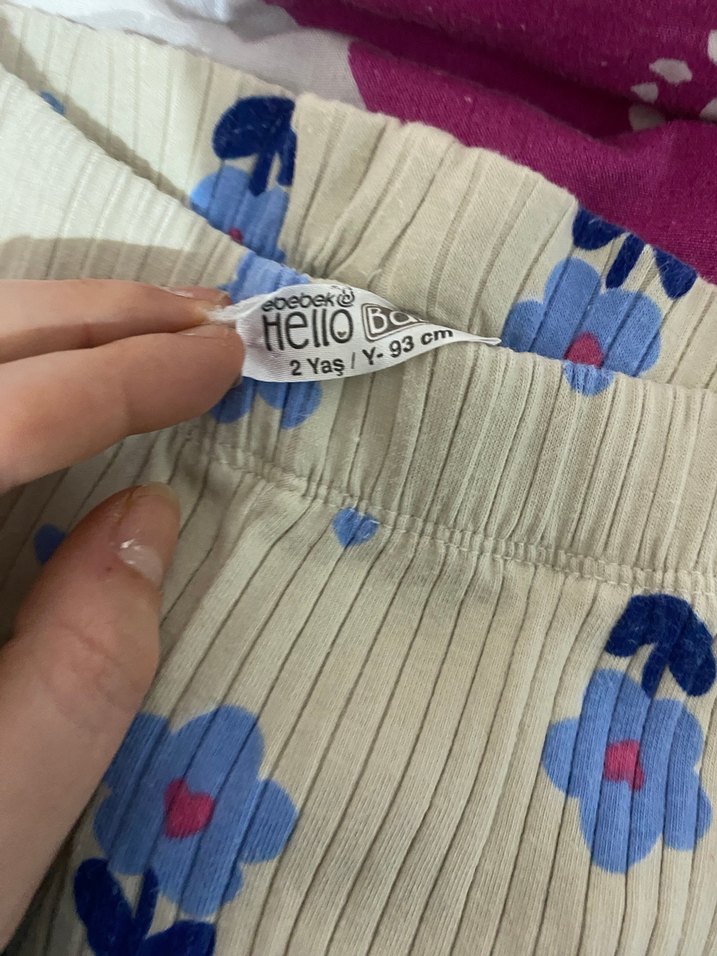 ebebek
Hello
2 Yaş / Y- 93 cm